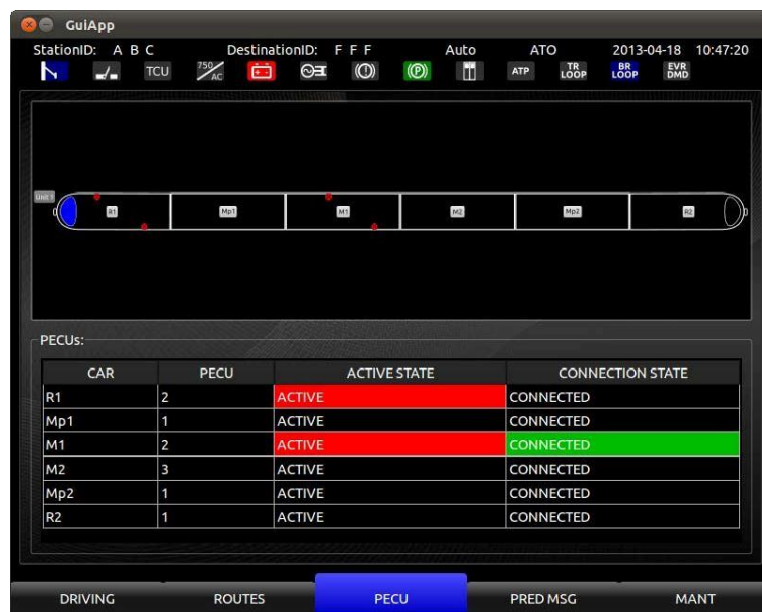 GuiApp
StationID: A B C DestinationID: F F F Auto ATO 2013-04-18 10:47:20
TCU 750/AC (P) ATP TR LOOP BR LOOP EVR DMD
Unit 1
R1 Mp1 M1 M2 Mp2 R2
PECUs:
CAR PECU ACTIVE STATE CONNECTION STATE
R1 2 ACTIVE CONNECTED
Mp1 1 ACTIVE CONNECTED
M1 2 ACTIVE CONNECTED
M2 3 ACTIVE CONNECTED
Mp2 1 ACTIVE CONNECTED
R2 1 ACTIVE CONNECTED
DRIVING ROUTES PECU PRED MSG MANT